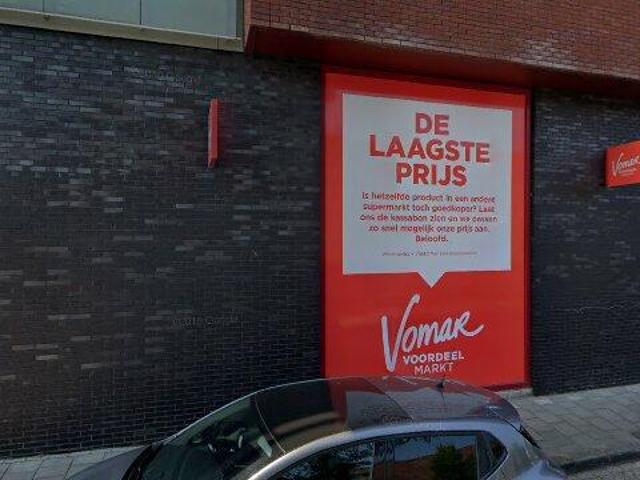 DE
LAAGSTE
PRIJS
Is hetzelfde product in een andere
supermarkt toch goedkoper? Laat
ons de kassabon zien en we passen
zo snel mogelijk onze prijs aan.
Beloofd.
Vomar
VOORDEEL
MARKT
Vomar